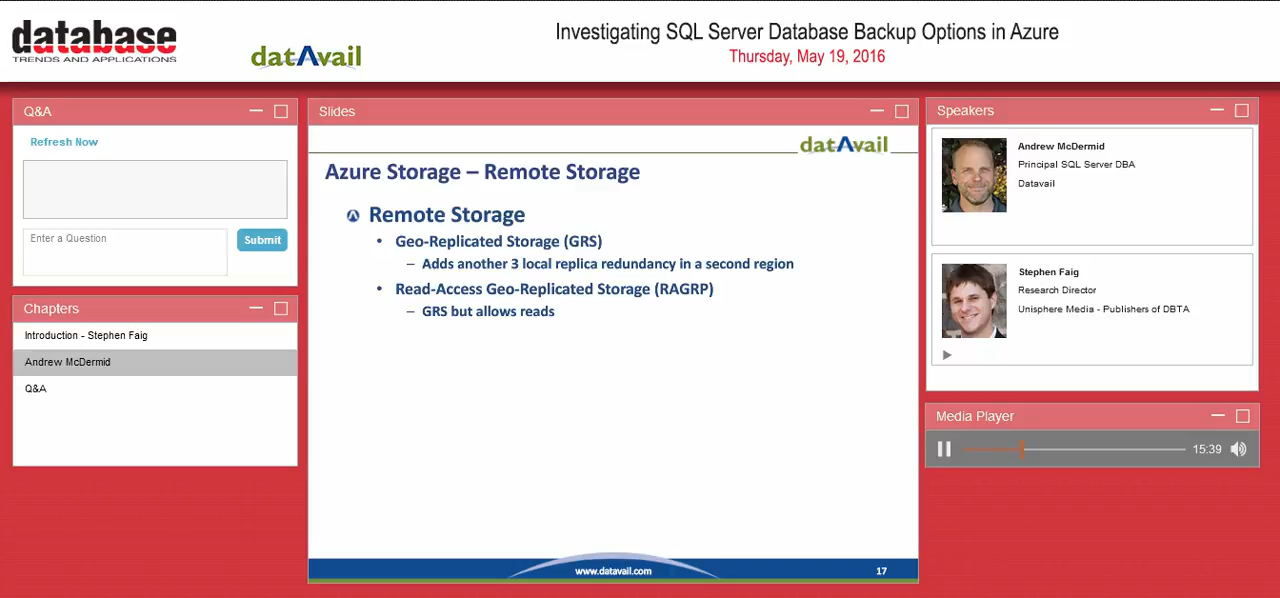 database
TRENDS AND APPLICATIONS
datAvail
Investigating SQL Server Database Backup Options in Azure
Thursday, May 19, 2016
Q&A
Refresh Now
Enter a Question
Submit
Chapters
Introduction - Stephen Faig
Andrew McDermid
Q&A
Slides
datAvail
Azure Storage – Remote Storage
Remote Storage
• Geo-Replicated Storage (GRS)
– Adds another 3 local replica redundancy in a second region
• Read-Access Geo-Replicated Storage (RAGRP)
– GRS but allows reads
www.datavail.com
17
Speakers
Andrew McDermid
Principal SQL Server DBA
Datavail
Stephen Faig
Research Director
Unisphere Media - Publishers of DBTA
Media Player
15:39